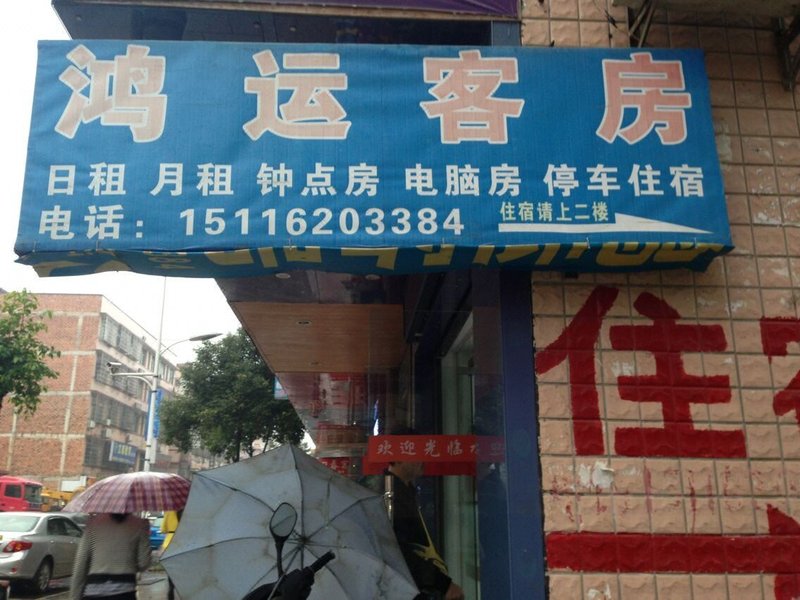 鸿运客房
日租 月租 钟点房 电脑房 停车住宿
电话：15116203384 住宿请上二楼
住
欢迎光临